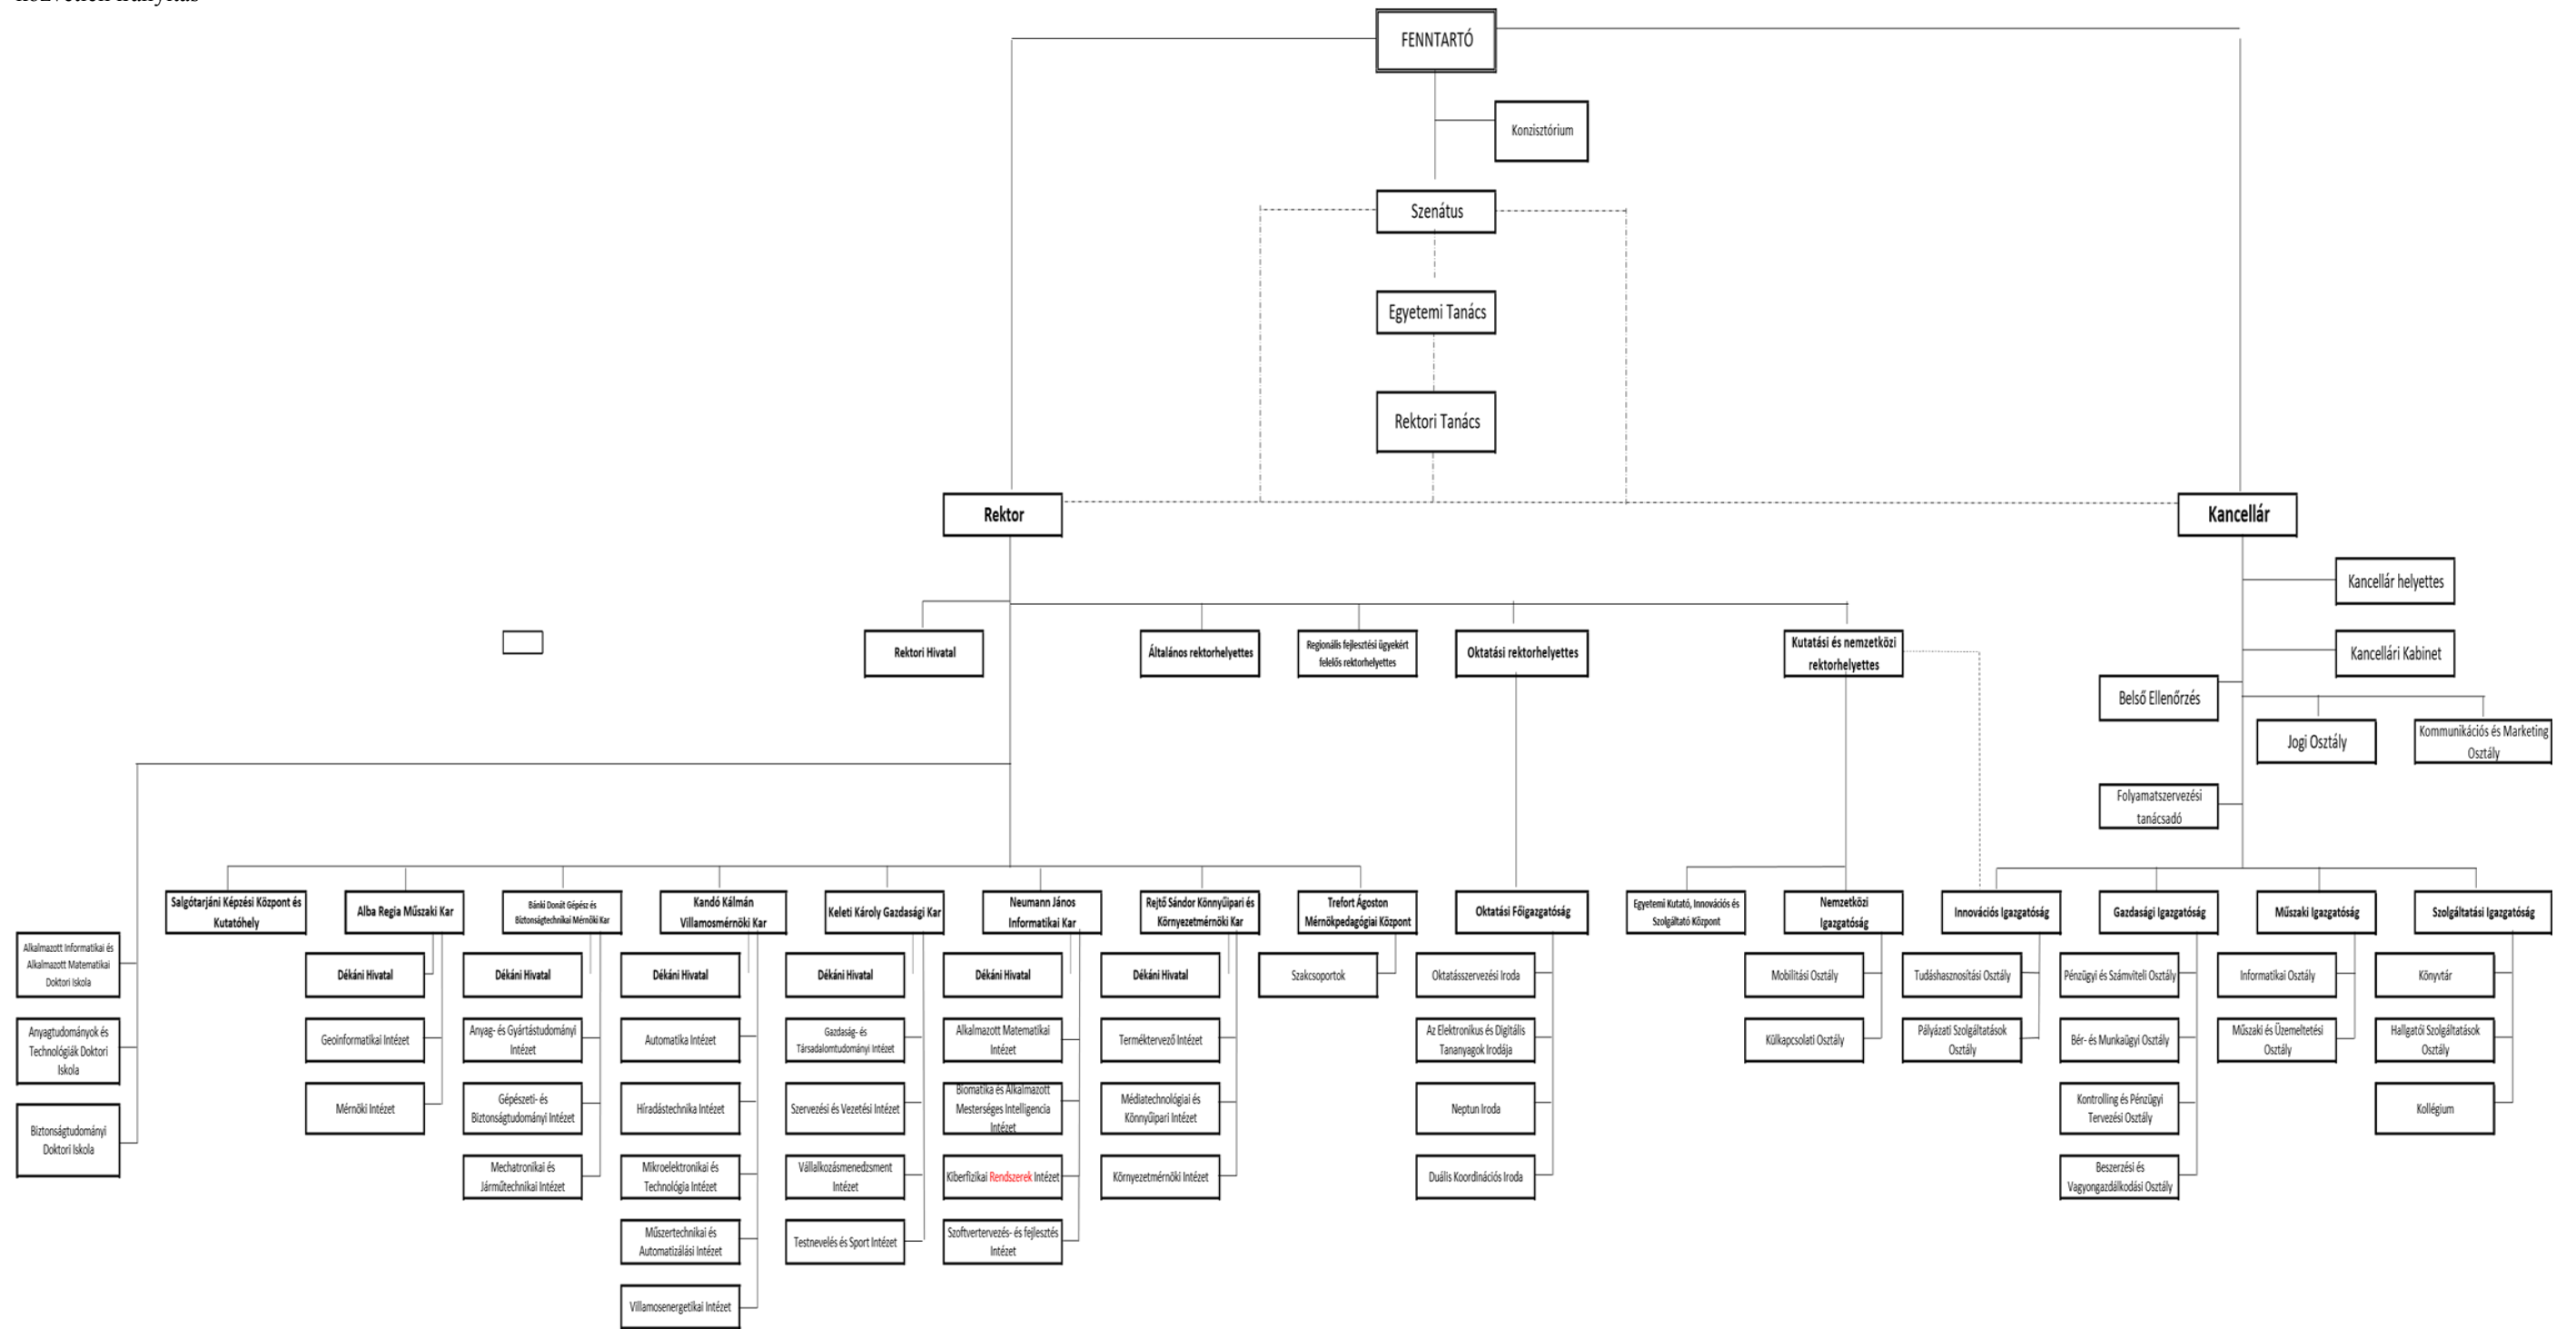 közvetlen irányítás
FENNTARTÓ
Konzisztórium
Szenátus
Egyetemi Tanács
Rektori Tanács
Rektor
Kancellár
Kancellár helyettes
Rektori Hivatal
Általános rektorhelyettes
Regionális fejlesztési ügyekért
felelős rektorhelyettes
Oktatási rektorhelyettes
Kutatási és nemzetközi
rektorhelyettes
Kancellári Kabinet
Belső Ellenőrzés
Jogi Osztály
Kommunikációs és Marketing
Osztály
Folyamatszervezési
tanácsadó
Salgótarjáni Képzési Központ és
Kutatóhely
Alba Regia Műszaki Kar
Bánki Donát Gépész és
Biztonságtechnikai Mérnöki Kar
Kandó Kálmán
Villamosmérnöki Kar
Keleti Károly Gazdasági Kar
Neumann János
Informatikai Kar
Rejtő Sándor Könnyűipari és
Környezetmérnöki Kar
Trefort Ágoston
Mérnökpedagógiai Központ
Oktatási Főigazgatóság
Egyetemi Kutató, Innovációs és
Szolgáltató Központ
Nemzetközi
Igazgatóság
Innovációs Igazgatóság
Gazdasági Igazgatóság
Műszaki Igazgatóság
Szolgáltatási Igazgatóság
Alkalmazott Informatikai és
Alkalmazott Matematikai
Doktori Iskola
Anyagtudományok és
Technológiák Doktori
Iskola
Biztonságtudományi
Doktori Iskola
Dékáni Hivatal
Geoinformatikai Intézet
Mérnöki Intézet
Dékáni Hivatal
Anyag- és Gyártástudományi
Intézet
Gépészeti- és
Biztonságtudományi Intézet
Mechatronikai és
Járműtechnikai Intézet
Dékáni Hivatal
Automatika Intézet
Híradástechnika Intézet
Mikroelektronikai és
Technológia Intézet
Műszertechnikai és
Automatizálási Intézet
Villamosenergetikai Intézet
Dékáni Hivatal
Gazdaság- és
Társadalomtudományi Intézet
Szervezési és Vezetési Intézet
Vállalkozásmenedzsment
Intézet
Testnevelés és Sport Intézet
Dékáni Hivatal
Alkalmazott Matematikai
Intézet
Biomatika és Alkalmazott
Mesterséges Intelligencia
Intézet
Kiberfizikai Rendszerek Intézet
Szoftvertervezés- és fejlesztés
Intézet
Dékáni Hivatal
Terméktervező Intézet
Médiatechnológiai és
Könnyűipari Intézet
Környezetmérnöki Intézet
Szakcsoportok
Oktatásszervezési Iroda
Az Elektronikus és Digitális
Tananyagok Irodája
Neptun Iroda
Duális Koordinációs Iroda
Mobilitási Osztály
Külkapcsolati Osztály
Tudáshasznosítási Osztály
Pályázati Szolgáltatások
Osztály
Pénzügyi és Számviteli Osztály
Bér- és Munkaügyi Osztály
Kontrolling és Pénzügyi
Tervezési Osztály
Beszerzési és
Vagyongazdálkodási Osztály
Informatikai Osztály
Műszaki és Üzemeltetési
Osztály
Könyvtár
Hallgatói Szolgáltatások
Osztály
Kollégium